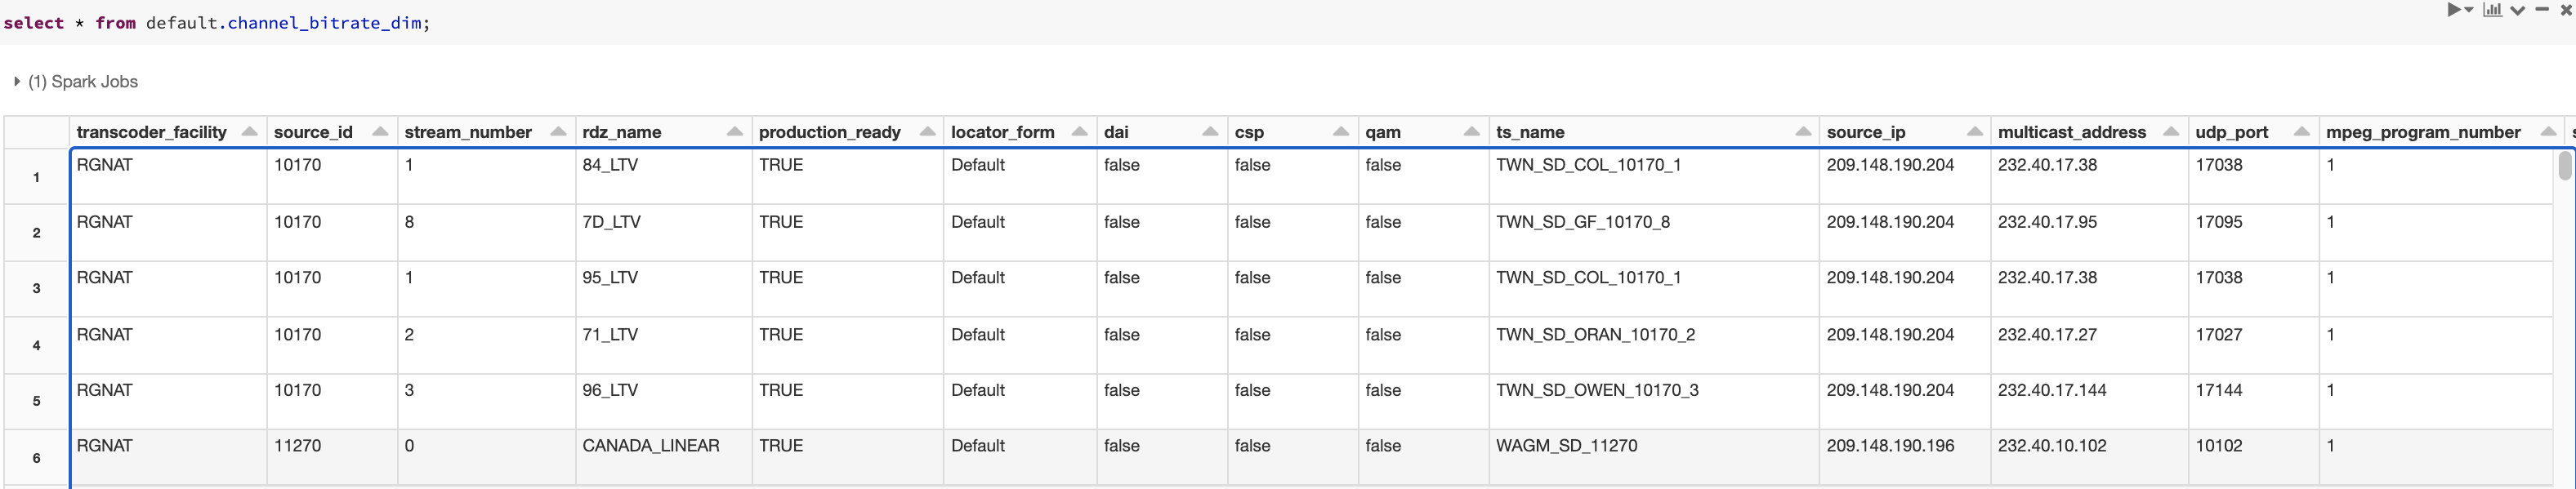 select * from default.channel_bitrate_dim;
(1) Spark Jobs
transcoder_facility source_id stream_number rdz_name production_ready locator_form dai csp qam ts_name source_ip multicast_address udp_port mpeg_program_number
1 RGNAT 10170 1 84_LTV TRUE Default false false false TWN_SD_COL_10170_1 209.148.190.204 232.40.17.38 17038 1
2 RGNAT 10170 8 7D_LTV TRUE Default false false false TWN_SD_GF_10170_8 209.148.190.204 232.40.17.95 17095 1
3 RGNAT 10170 1 95_LTV TRUE Default false false false TWN_SD_COL_10170_1 209.148.190.204 232.40.17.38 17038 1
4 RGNAT 10170 2 71_LTV TRUE Default false false false TWN_SD_ORAN_10170_2 209.148.190.204 232.40.17.27 17027 1
5 RGNAT 10170 3 96_LTV TRUE Default false false false TWN_SD_OWEN_10170_3 209.148.190.204 232.40.17.144 17144 1
6 RGNAT 11270 0 CANADA_LINEAR TRUE Default false false false WAGM_SD_11270 209.148.190.196 232.40.10.102 10102 1